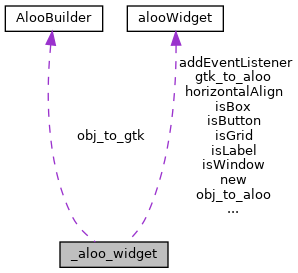 AlooBuilder
alooWidget
obj_to_gtk
addEventListener
gtk_to_aloo
horizontalAlign
isBox
isButton
isGrid
isLabel
isWindow
new
obj_to_aloo
...
_aloo_widget